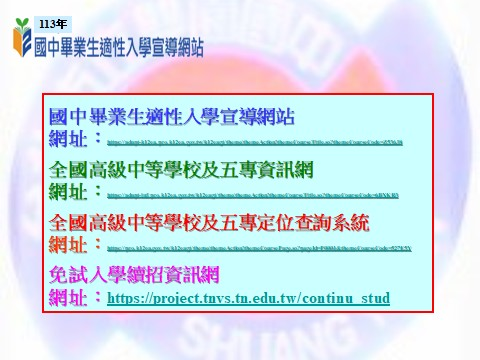 113年
國中畢業生適性入學宣導網站
國中畢業生適性入學宣導網站
網址：
全國高級中等學校及五專資訊網
網址：
全國高級中等學校及五專定位查詢系統
網址：
免試入學續招資訊網
網址：https://project.tnvs.tn.edu.tw/continu_stud
SHUANG